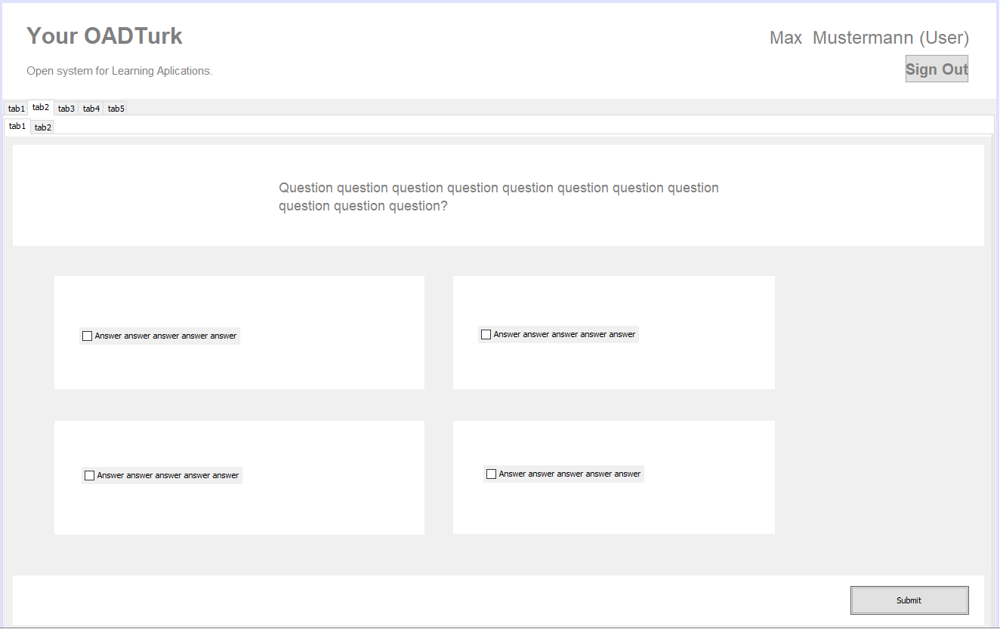 Your OADTurk
Max  Mustermann (User)
Open system for Learning Aplications.
Sign Out
tab1 tab2 tab3 tab4 tab5
tab1 tab2
Question question question question question question question question
question question question?
Answer answer answer answer answer
Answer answer answer answer answer
Answer answer answer answer answer
Answer answer answer answer answer
Submit